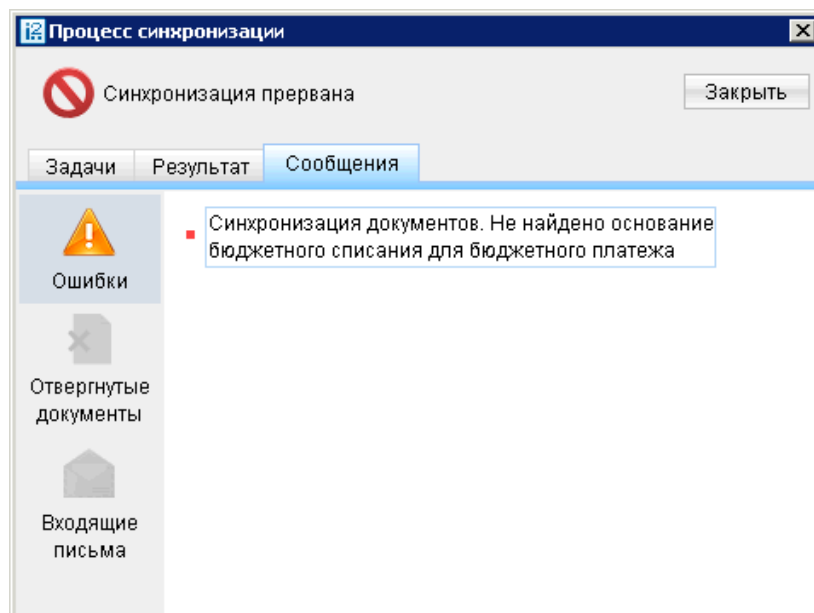 Процесс синхронизации
Синхронизация прервана
Закрыть
Задачи
Результат
Сообщения
Синхронизация документов. Не найдено основание
бюджетного списания для бюджетного платежа
Ошибки
Отвергнутые
документы
Входящие
письма